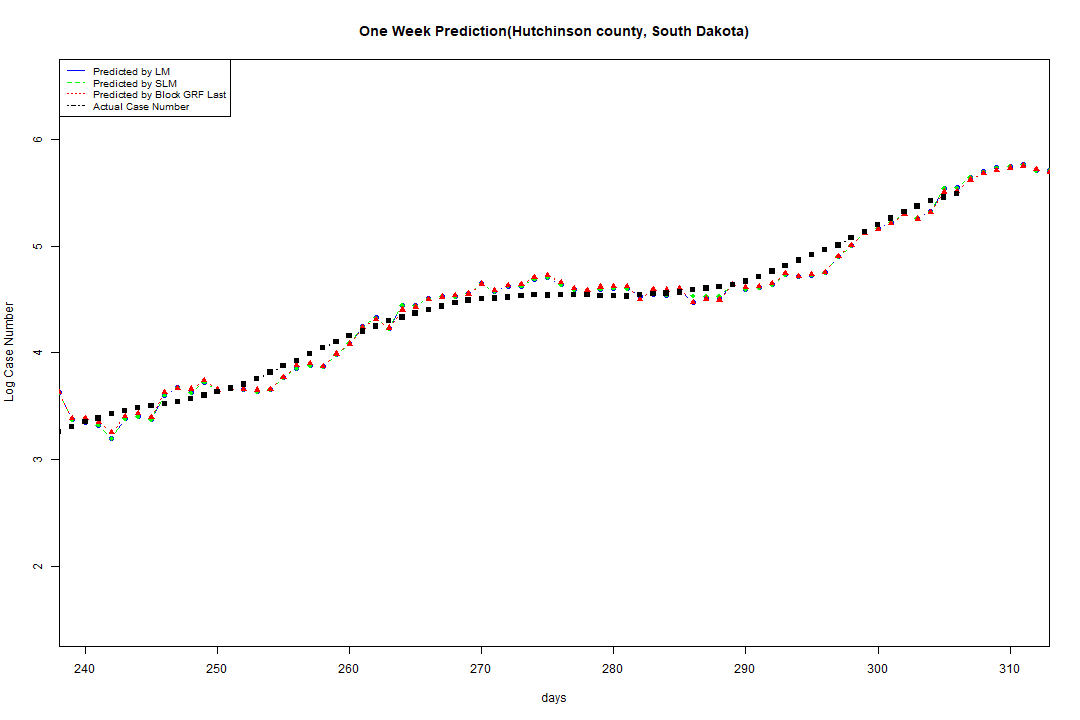 One Week Prediction(Hutchinson county, South Dakota)
Predicted by LM
Predicted by SLM
Predicted by Block GRF Last
Actual Case Number
Log Case Number
6
5
4
3
2
240 250 260 270 280 290 300 310
days